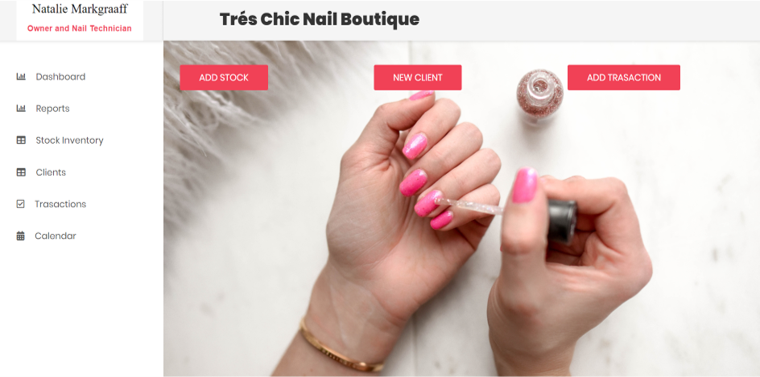 Natalie Markgraaff
Owner and Nail Technician
Trés Chic Nail Boutique
Dashboard
Reports
Stock Inventory
Clients
Trasactions
Calendar
ADD STOCK
NEW CLIENT
ADD TRASACTION